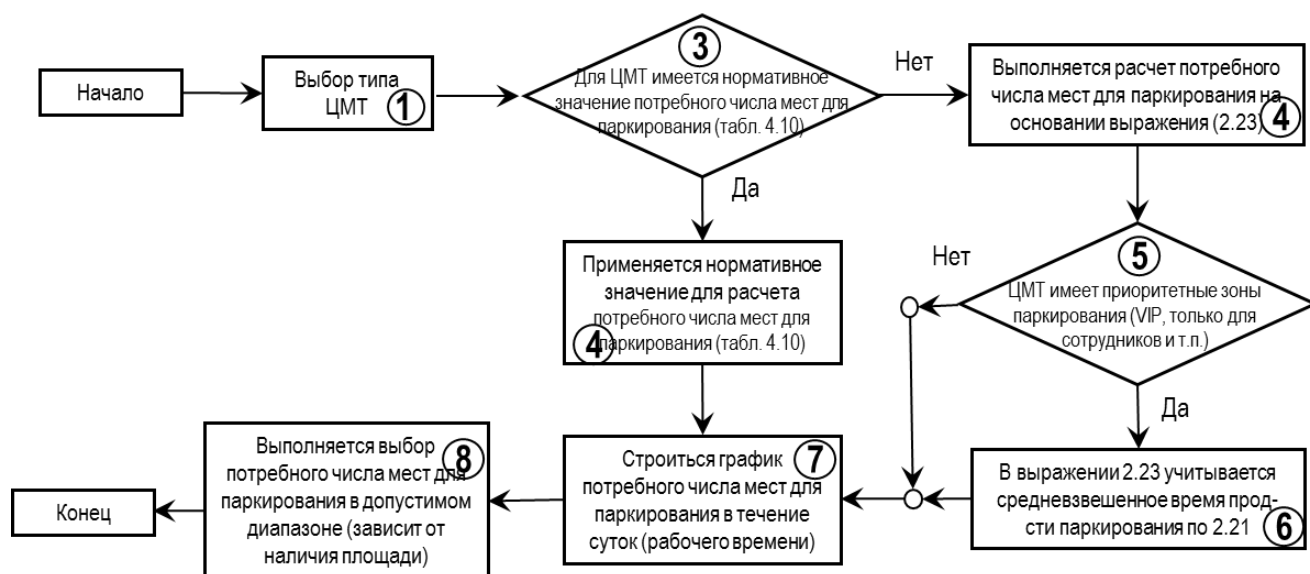 Начало
Выбор типа
ЦМТ
1
3
Для ЦМТ имеется нормативное
значение потребного числа мест для
паркирования (табл. 4.10)
Нет
Выполняется расчет потребного
числа мест для паркирования на
основании выражения (2.23)
4
Да
Применяется нормативное
значение для расчета
потребного числа мест для
паркирования (табл. 4.10)
4
5
ЦМТ имеет приоритетные зоны
паркирования (VIP, только для
сотрудников и т.п.)
Нет
Да
В выражении 2.23 учитывается
средневзвешенное время прод-
сти паркирования по 2.21
6
Строиться график
потребного числа мест для
паркирования в течение
суток (рабочего времени)
7
Выполняется выбор
потребного числа мест для
паркирования в допустимом
диапазоне (зависит от
наличия площади)
8
Конец